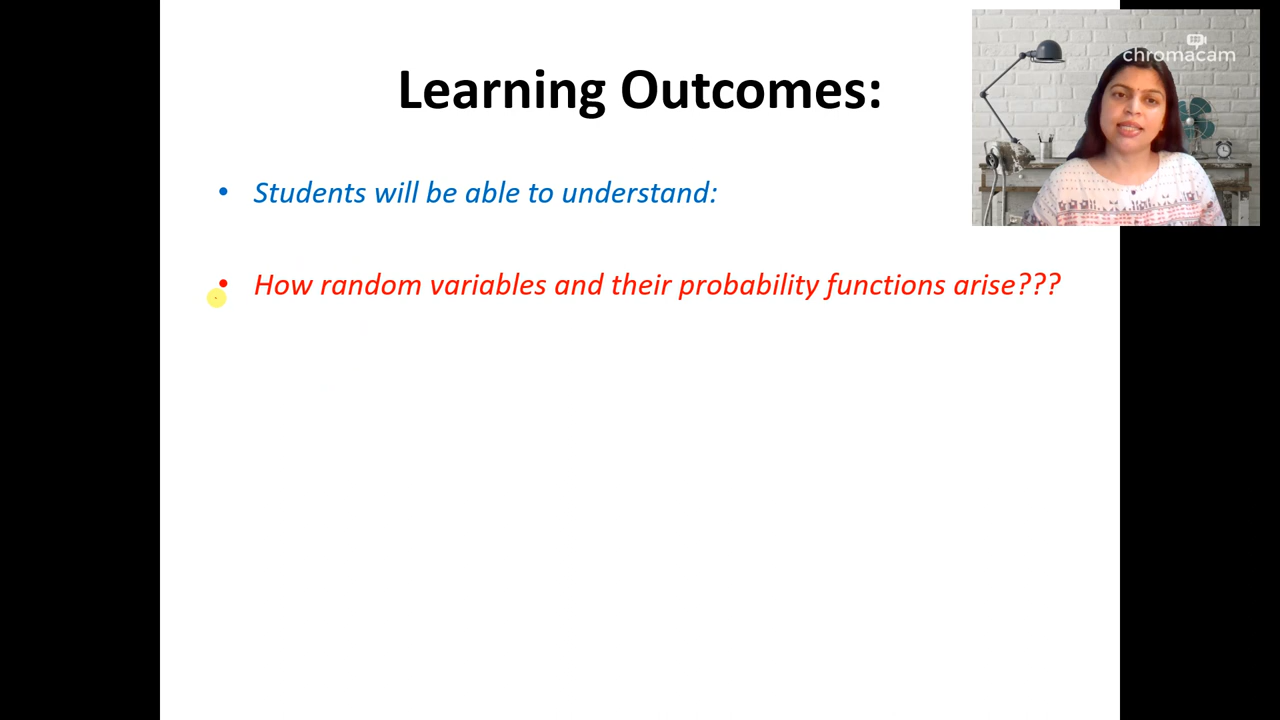 chromacam
Learning Outcomes:
• Students will be able to understand:
• How random variables and their probability functions arise???